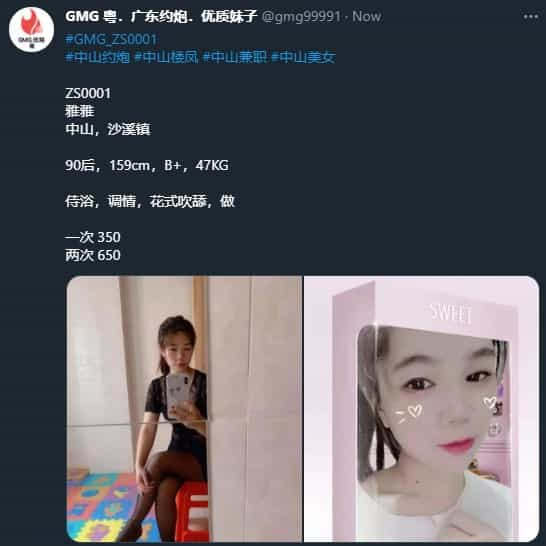 GMG 粤．广东约炮．优质妹子 @gmg99991 · Now
#GMG_ZS0001
#中山约炮 #中山楼凤 #中山兼职 #中山美女
ZS0001
雅雅
中山，沙溪镇
90后，159cm，B+，47KG
侍浴，调情，花式吹舔，做
一次 350
两次 650
SWEET